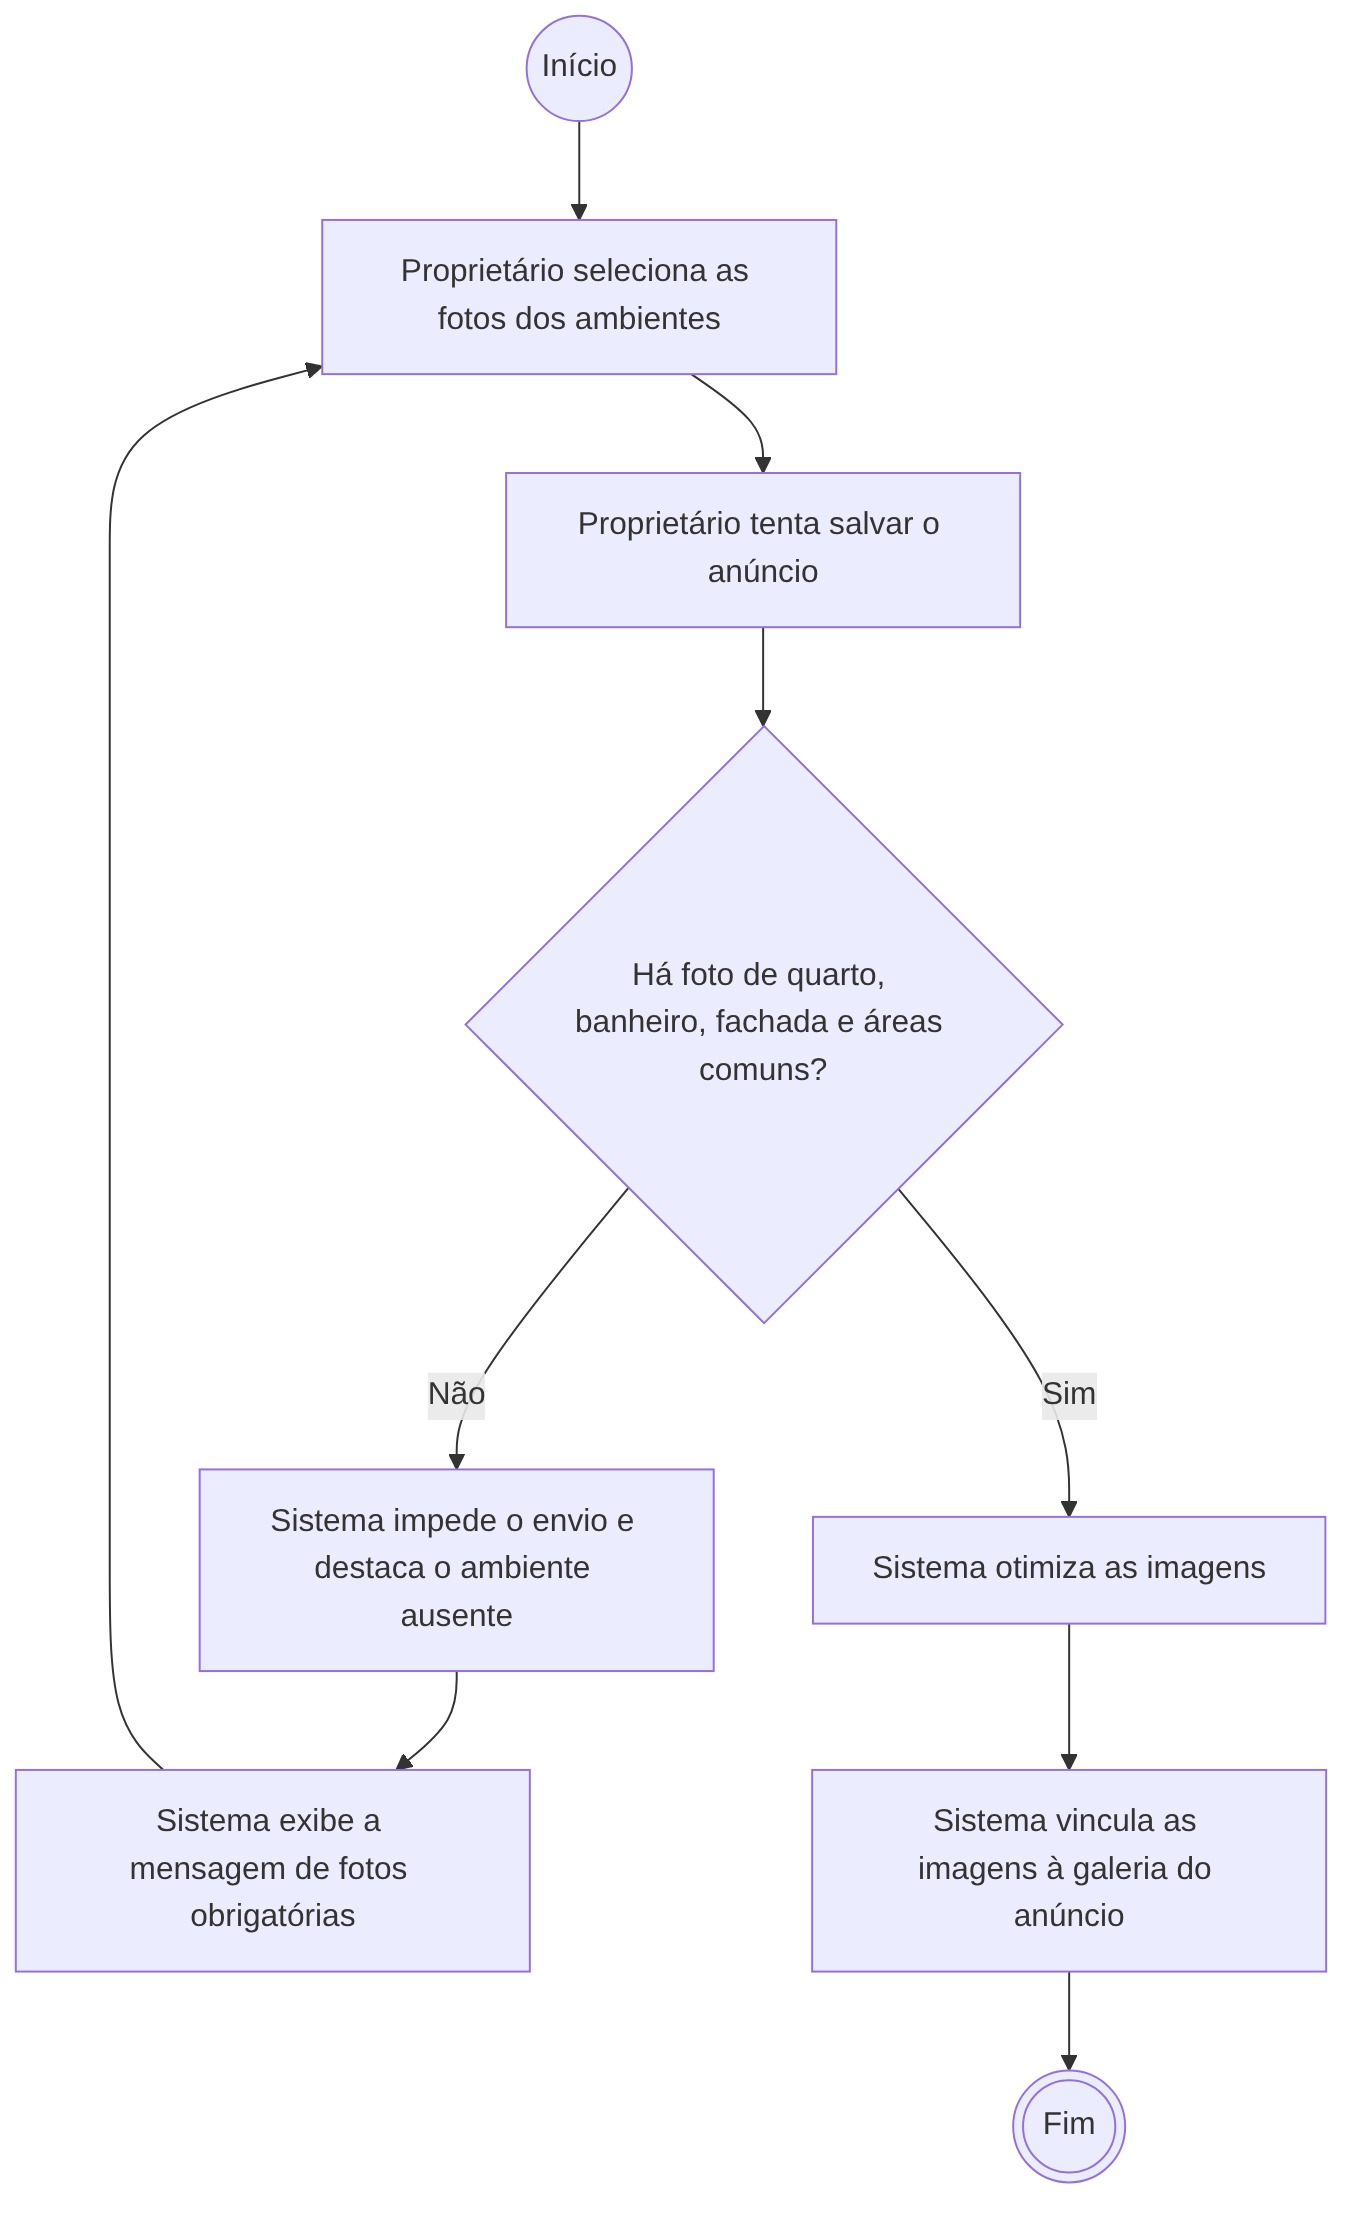 Início
Proprietário seleciona as
fotos dos ambientes
Proprietário tenta salvar o
anúncio
Há foto de quarto,
banheiro, fachada e áreas
comuns?
Não
Sim
Sistema impede o envio e
destaca o ambiente
ausente
Sistema otimiza as imagens
Sistema exibe a
mensagem de fotos
obrigatórias
Sistema vincula as
imagens à galeria do
anúncio
Fim